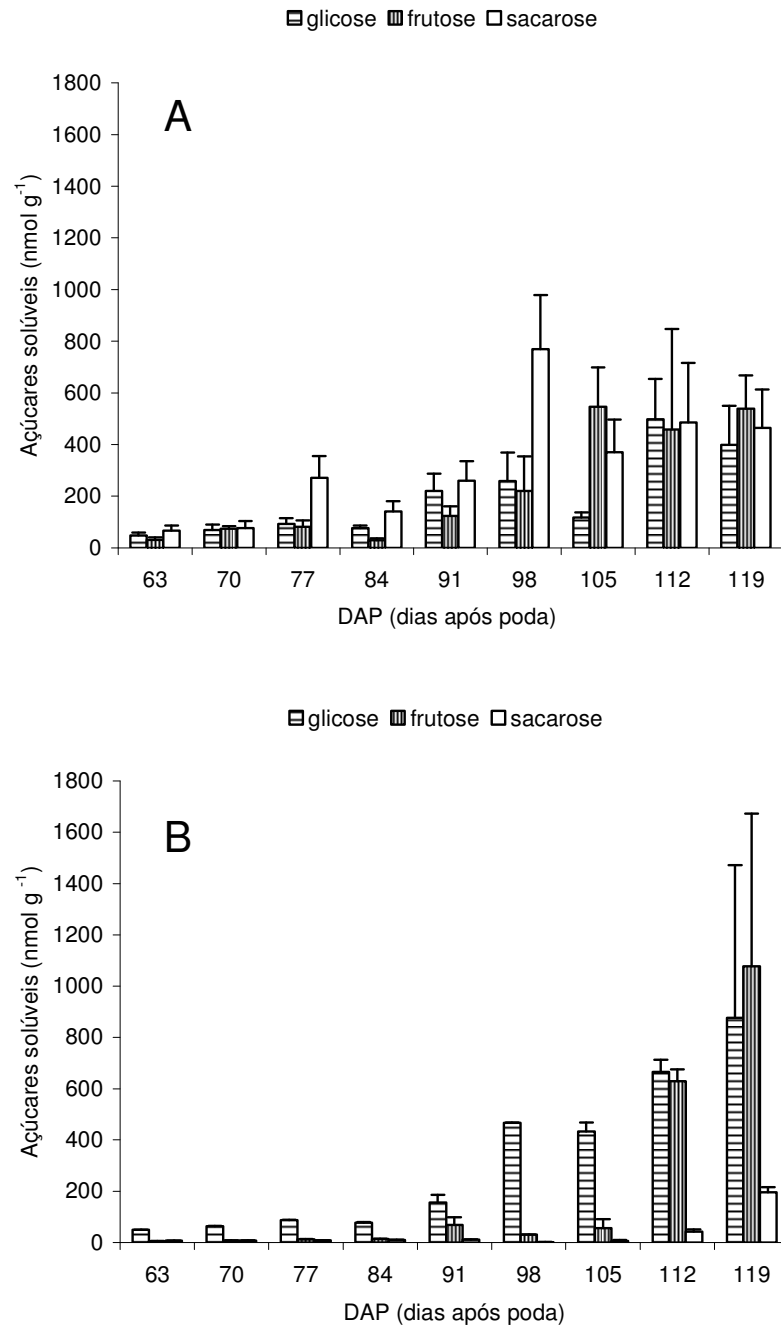 glicose frutose sacarose
A
Açúcares solúveis (nmol g-1)
1800
1600
1400
1200
1000
800
600
400
200
0
63 70 77 84 91 98 105 112 119
DAP (dias após poda)
glicose frutose sacarose
B
Açúcares solúveis (nmol g -1)
1800
1600
1400
1200
1000
800
600
400
200
0
63 70 77 84 91 98 105 112 119
DAP (dias após poda)